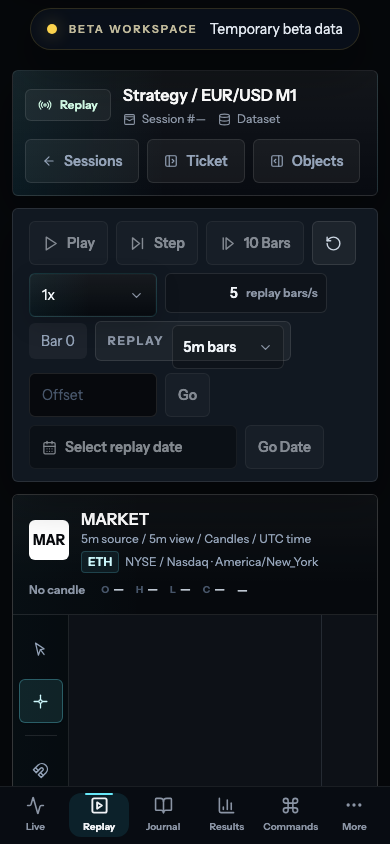 BETA WORKSPACE Temporary beta data
Replay
Strategy / EUR/USD M1
Session #— Dataset
Sessions Ticket Objects
Play Step 10 Bars
1x 5 replay bars/s
Bar 0 REPLAY 5m bars
Offset Go
Select replay date Go Date
MAR
MARKET
5m source / 5m view / Candles / UTC time
ETH NYSE / Nasdaq · America/New_York
No candle O — H — L — C — —
Live Replay Journal Results Commands More